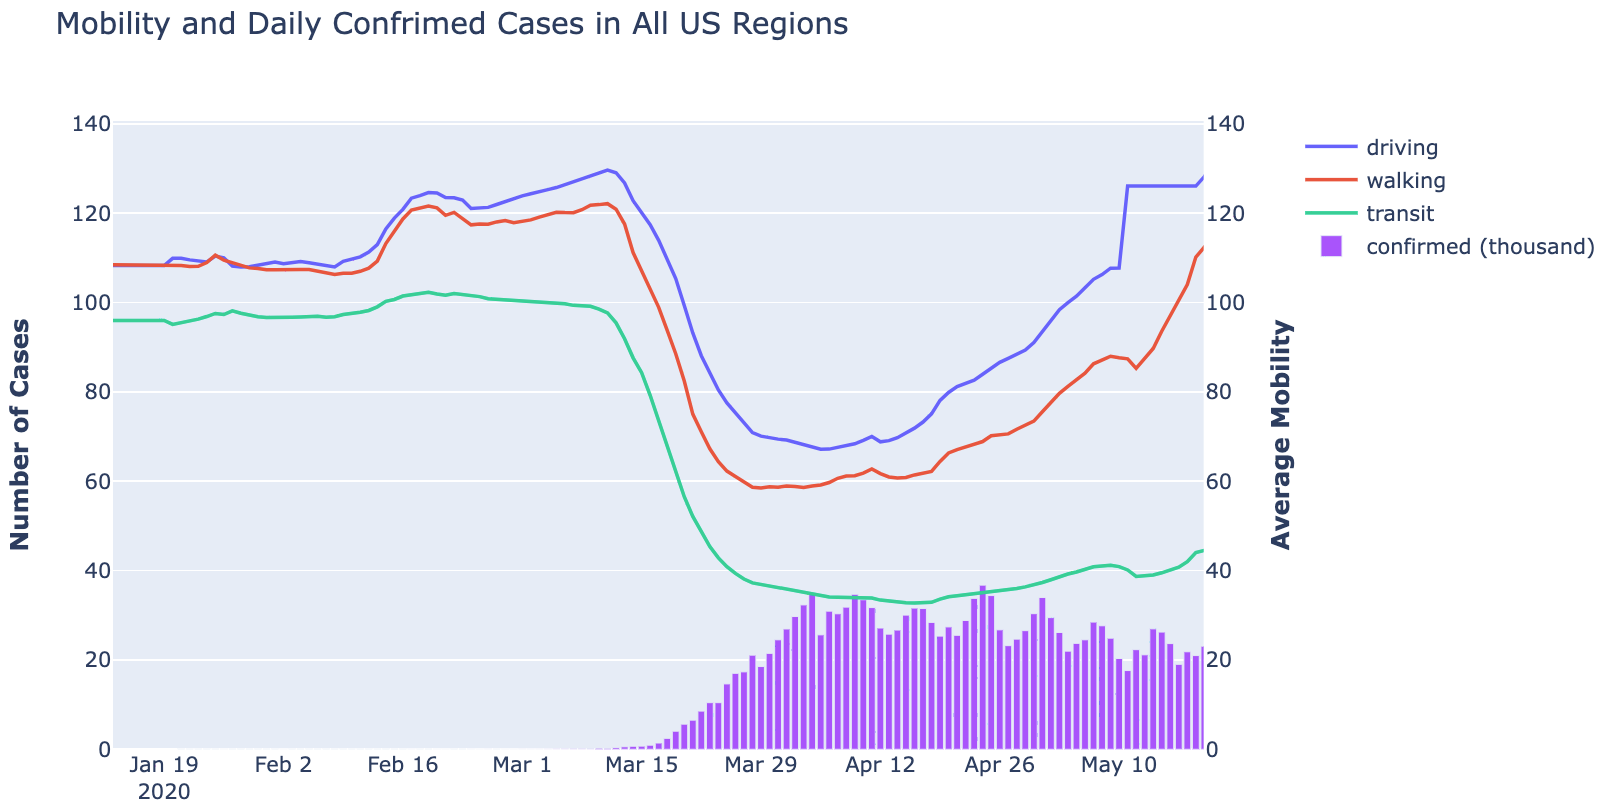 Mobility and Daily Confrimed Cases in All US Regions
140
120
100
80
60
40
20
0
Number of Cases
140
120
100
80
60
40
20
0
Average Mobility
driving
walking
transit
confirmed (thousand)
Jan 19 Feb 2 Feb 16 Mar 1 Mar 15 Mar 29 Apr 12 Apr 26 May 10
2020